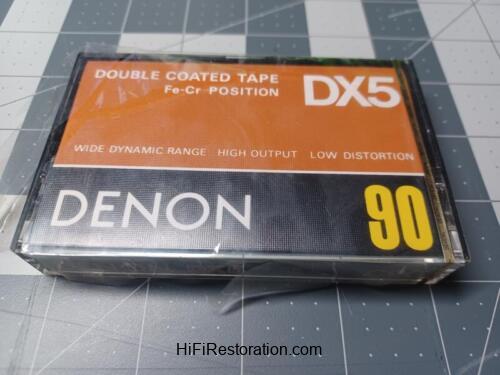 DOUBLE COATED TAPE
Fe-Cr POSITION
DX5
WIDE DYNAMIC RANGE HIGH OUTPUT LOW DISTORTION
DENON
90
HiFiRestoration.com